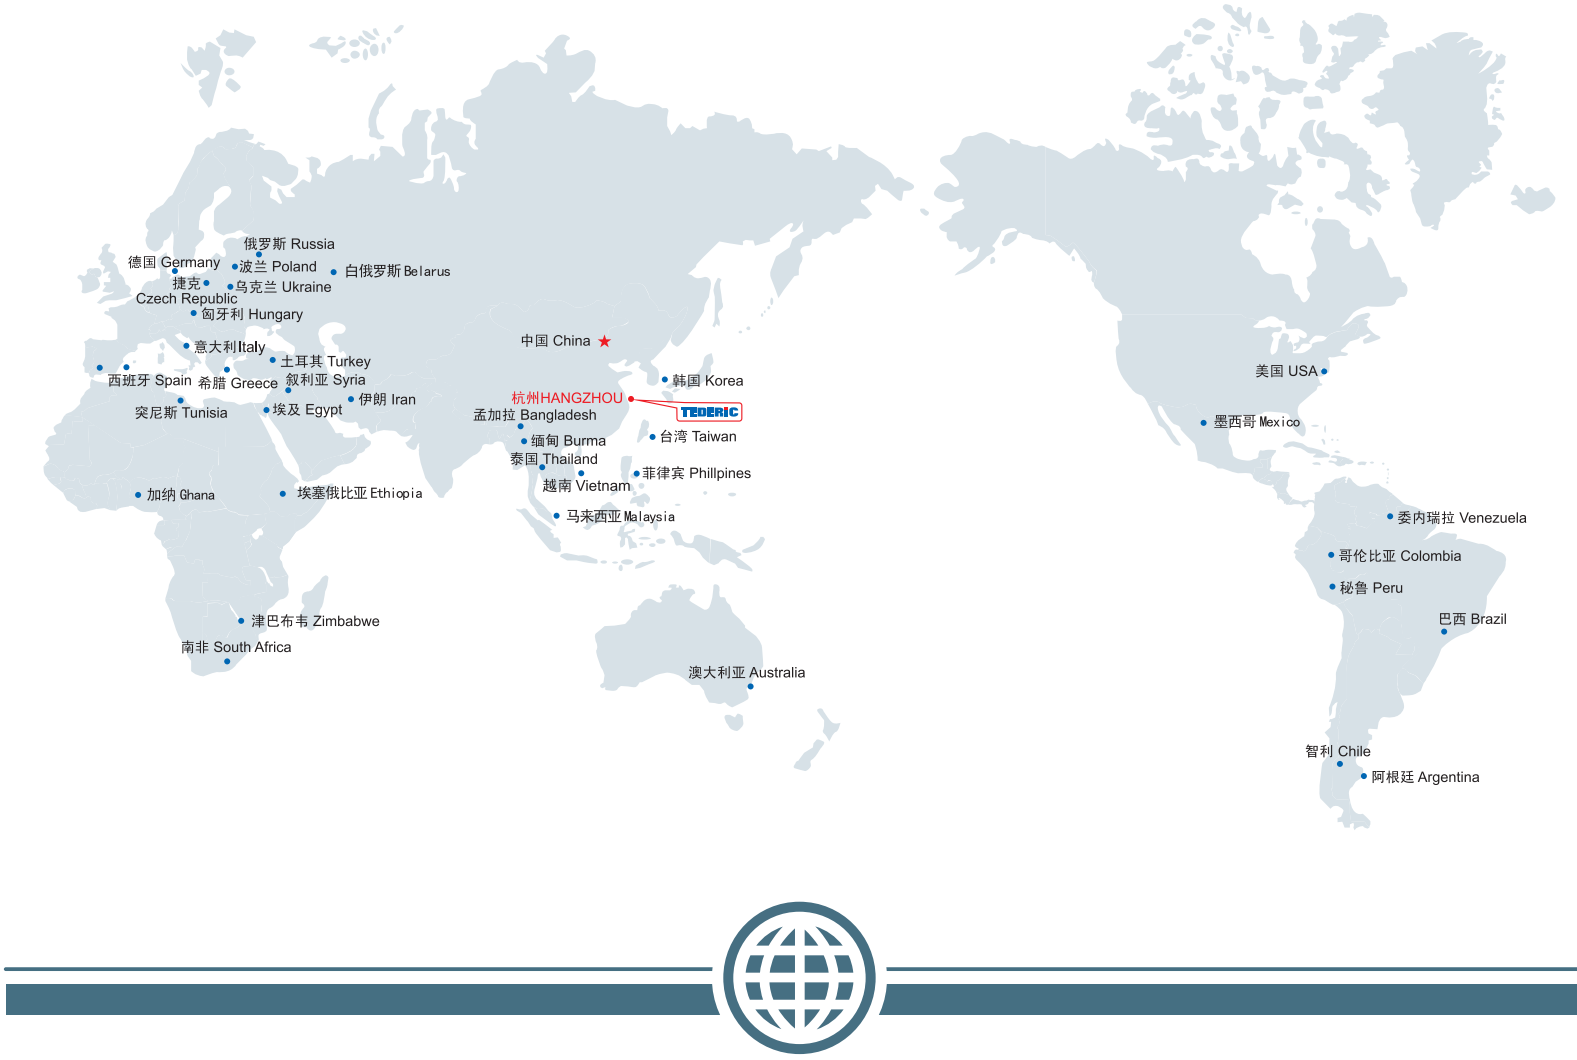 俄罗斯 Russia
德国 Germany
波兰 Poland
白俄罗斯 Belarus
捷克
Czech Republic
乌克兰 Ukraine
匈牙利 Hungary
意大利 Italy
土耳其 Turkey
西班牙 Spain
希腊 Greece
叙利亚 Syria
突尼斯 Tunisia
埃及 Egypt
伊朗 Iran
中国 China
韩国 Korea
杭州HANGZHOU
TEDERIC
孟加拉 Bangladesh
缅甸 Burma
台湾 Taiwan
泰国 Thailand
越南 Vietnam
菲律宾 Phillpines
马来西亚 Malaysia
加纳 Ghana
埃塞俄比亚 Ethiopia
津巴布韦 Zimbabwe
南非 South Africa
澳大利亚 Australia
美国 USA
墨西哥 Mexico
委内瑞拉 Venezuela
哥伦比亚 Colombia
秘鲁 Peru
巴西 Brazil
智利 Chile
阿根廷 Argentina